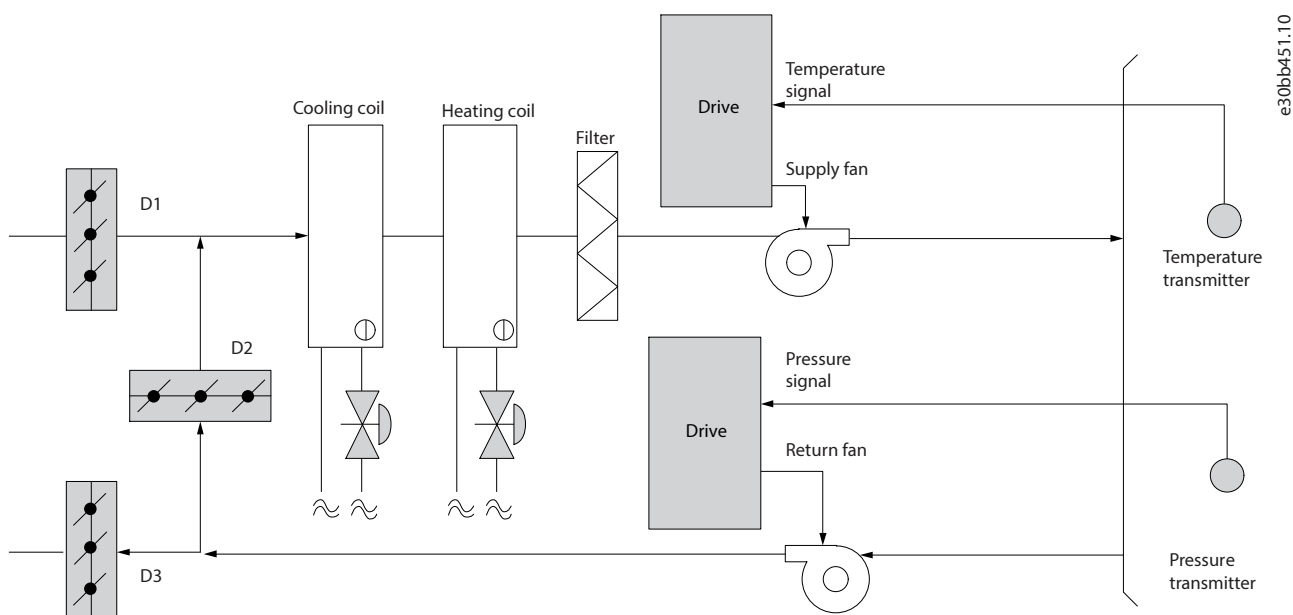 e30bb451.10
Temperature
signal
Cooling coil
Heating coil
Drive
Filter
Supply fan
D1
Temperature
transmitter
D2
Pressure
signal
Drive
Return fan
D3
Pressure
transmitter